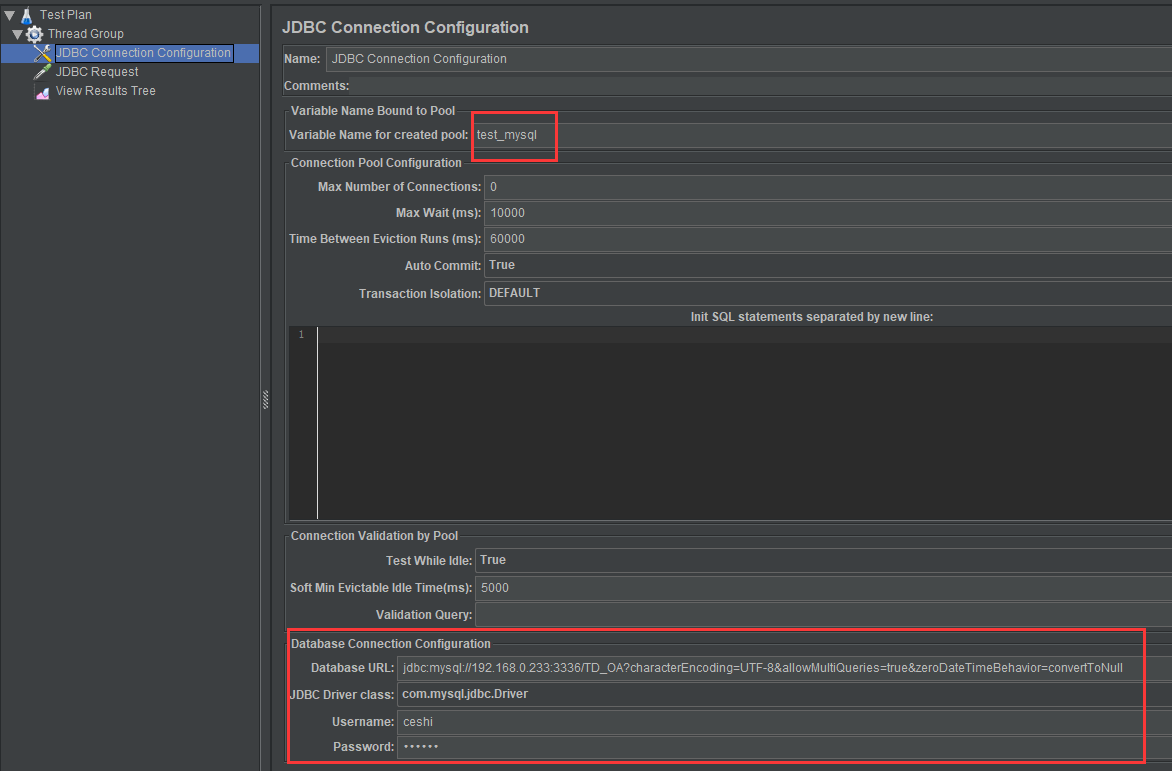 Test Plan
Thread Group
JDBC Connection Configuration
JDBC Request
View Results Tree
JDBC Connection Configuration
Name: JDBC Connection Configuration
Comments:
Variable Name Bound to Pool
Variable Name for created pool: test_mysql
Connection Pool Configuration
Max Number of Connections: 0
Max Wait (ms): 10000
Time Between Eviction Runs (ms): 60000
Auto Commit: True
Transaction Isolation: DEFAULT
Init SQL statements separated by new line:
1
Connection Validation by Pool
Test While Idle: True
Soft Min Evictable Idle Time(ms): 5000
Validation Query:
Database Connection Configuration
Database URL: jdbc:mysql://192.168.0.233:3336/TD_OA?characterEncoding=UTF-8&allowMultiQueries=true&zeroDateTimeBehavior=convertToNull
JDBC Driver class: com.mysql.jdbc.Driver
Username: ceshi
Password: ••••••